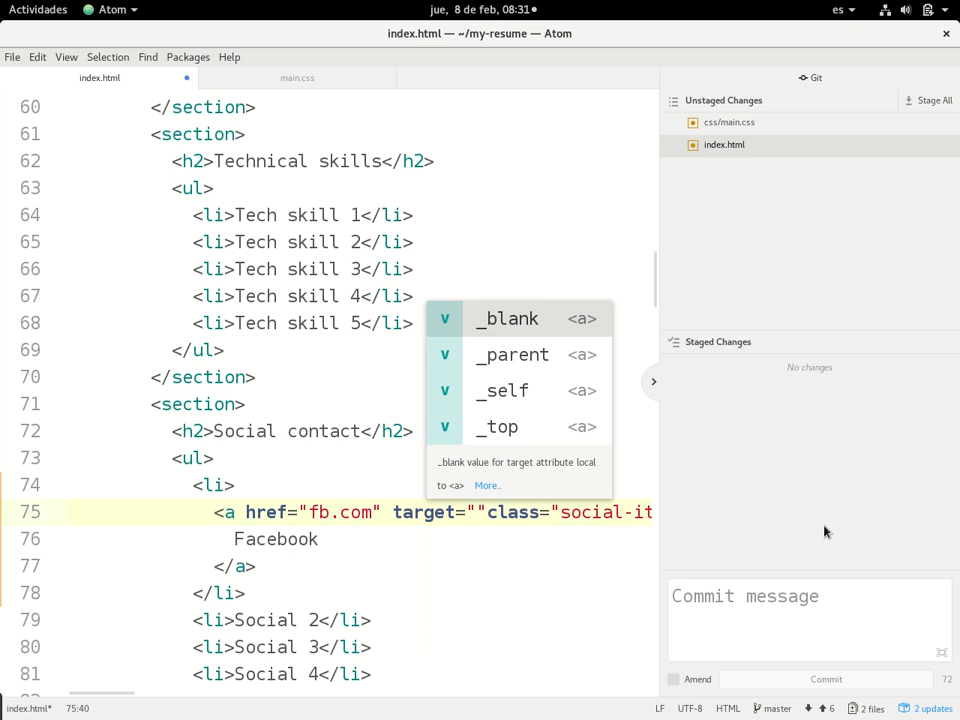 Actividades Atom jue, 8 de feb, 08:31 es
index.html — ~/my-resume — Atom
File Edit View Selection Find Packages Help
index.html main.css Git
Unstaged Changes Stage All
css/main.css
index.html
60 </section>
61 <section>
62 <h2>Technical skills</h2>
63 <ul>
64 <li>Tech skill 1</li>
65 <li>Tech skill 2</li>
66 <li>Tech skill 3</li>
67 <li>Tech skill 4</li>
68 <li>Tech skill 5</li>
69 </ul>
70 </section>
71 <section>
72 <h2>Social contact</h2>
73 <ul>
74 <li>
75 <a href="fb.com" target=""class="social-it
76 Facebook
77 </a>
78 </li>
79 <li>Social 2</li>
80 <li>Social 3</li>
81 <li>Social 4</li>
v _blank <a>
v _parent <a>
v _self <a>
v _top <a>
_blank value for target attribute local
to <a> More..
Staged Changes
No changes
Commit message
Amend Commit 72
index.html* 75:40 LF UTF-8 HTML master 6 2 files 2 updates